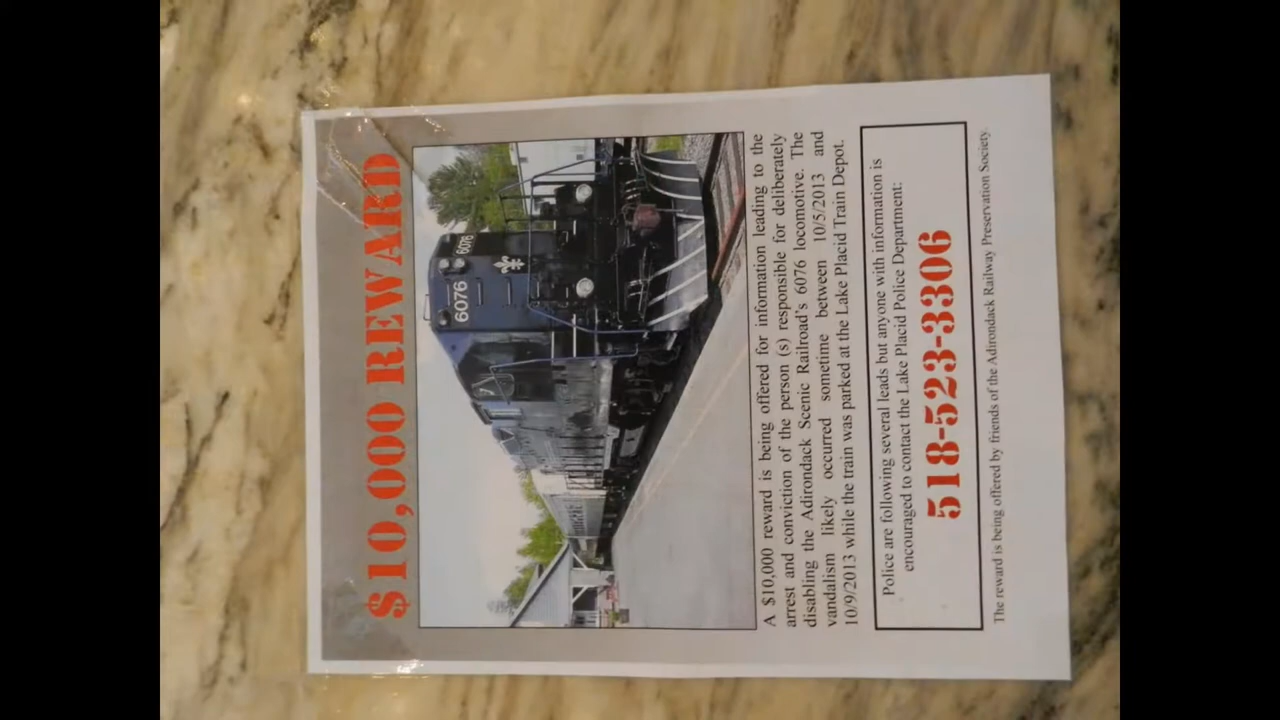 $10,000 REWARD
6076
6076
A $10,000 reward is being offered for information leading to the
arrest and conviction of the person (s) responsible for deliberately
disabling the Adirondack Scenic Railroad's 6076 locomotive. The
vandalism likely occurred sometime between 10/5/2013 and
10/9/2013 while the train was parked at the Lake Placid Train Depot.
Police are following several leads but anyone with information is
encouraged to contact the Lake Placid Police Department:
518-523-3306
The reward is being offered by friends of the Adirondack Railway Preservation Society.